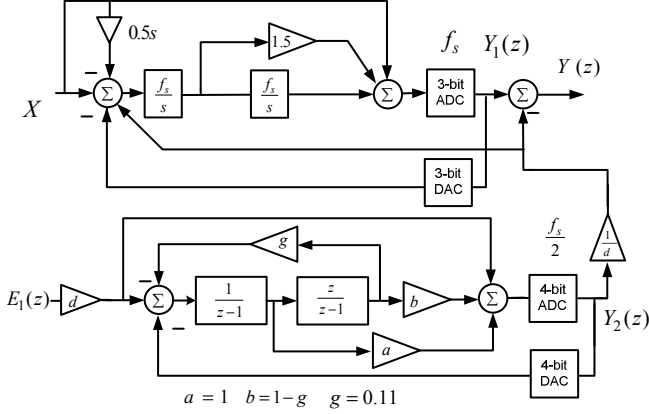 0.5s
1.5
f_s
Y_1(z)
Y(z)
−
Σ
f_s/s
f_s/s
Σ
3-bit
ADC
Σ
−
X
−
3-bit
DAC
f_s/2
1/d
g
−
E_1(z)
d
Σ
1/(z−1)
z/(z−1)
b
Σ
4-bit
ADC
Y_2(z)
−
a
4-bit
DAC
a = 1 b = 1 − g g = 0.11